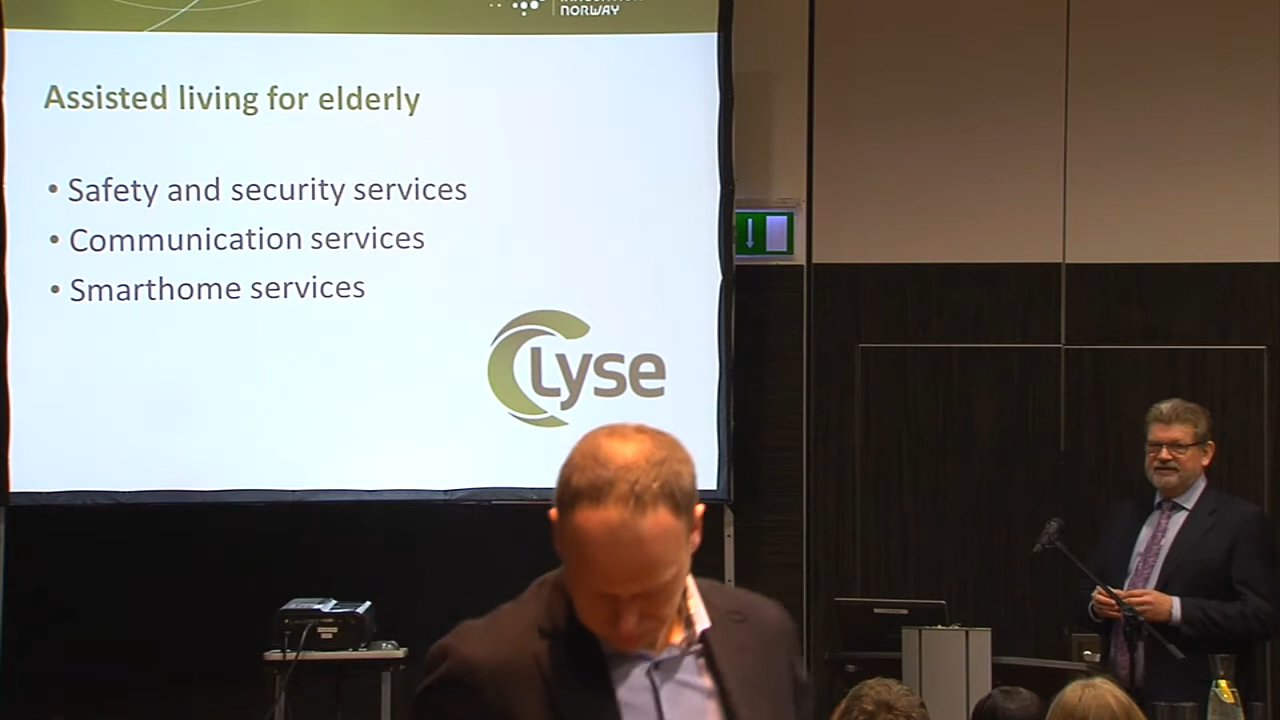 NORWAY
Assisted living for elderly
• Safety and security services
• Communication services
• Smarthome services
Lyse